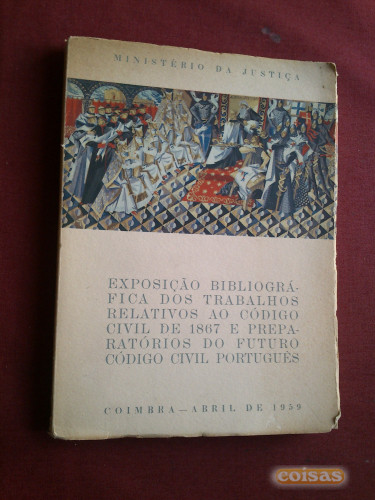 MINISTÉRIO DA JUSTIÇA
EXPOSIÇÃO BIBLIOGRÁ-
FICA DOS TRABALHOS
RELATIVOS AO CÓDIGO
CIVIL DE 1867 E PREPA-
RATÓRIOS DO FUTURO
CÓDIGO CIVIL PORTUGUÊS
COIMBRA — ABRIL DE 1959
coisas